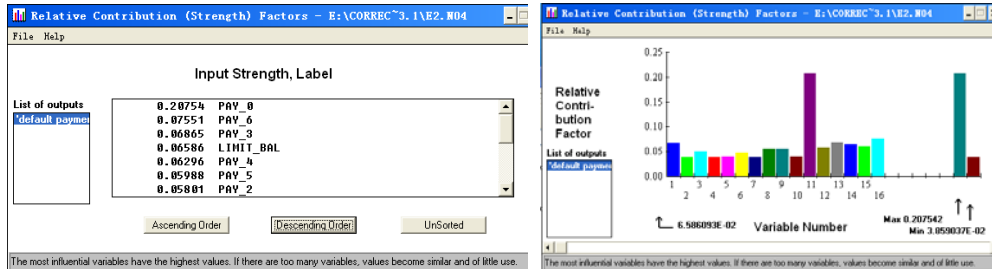 Relative Contribution (Strength) Factors - E:\CORREC~3.1\E2.N04
File Help
Input Strength, Label
List of outputs
"default paymen
0.20754 PAY_0
0.07551 PAY_6
0.06865 PAY_3
0.06586 LIMIT_BAL
0.06296 PAY_4
0.05988 PAY_5
0.05801 PAY_2
Ascending Order
Descending Order
UnSorted
The most influential variables have the highest values. If there are too many variables, values become similar and of little use.
Relative Contribution (Strength) Factors - E:\CORREC~3.1\E2.N04
File Help
Relative
Contri-
bution
Factor
List of outputs
"default paymen
0.25
0.20
0.15
0.10
0.05
0.00
1 3 5 7 9 11 13 15
2 4 6 8 10 12 14 16
6.586093E-02
Variable Number
Max 0.207542
Min 3.859037E-02
The most influential variables have the highest values. If there are too many variables, values become similar and of little use.